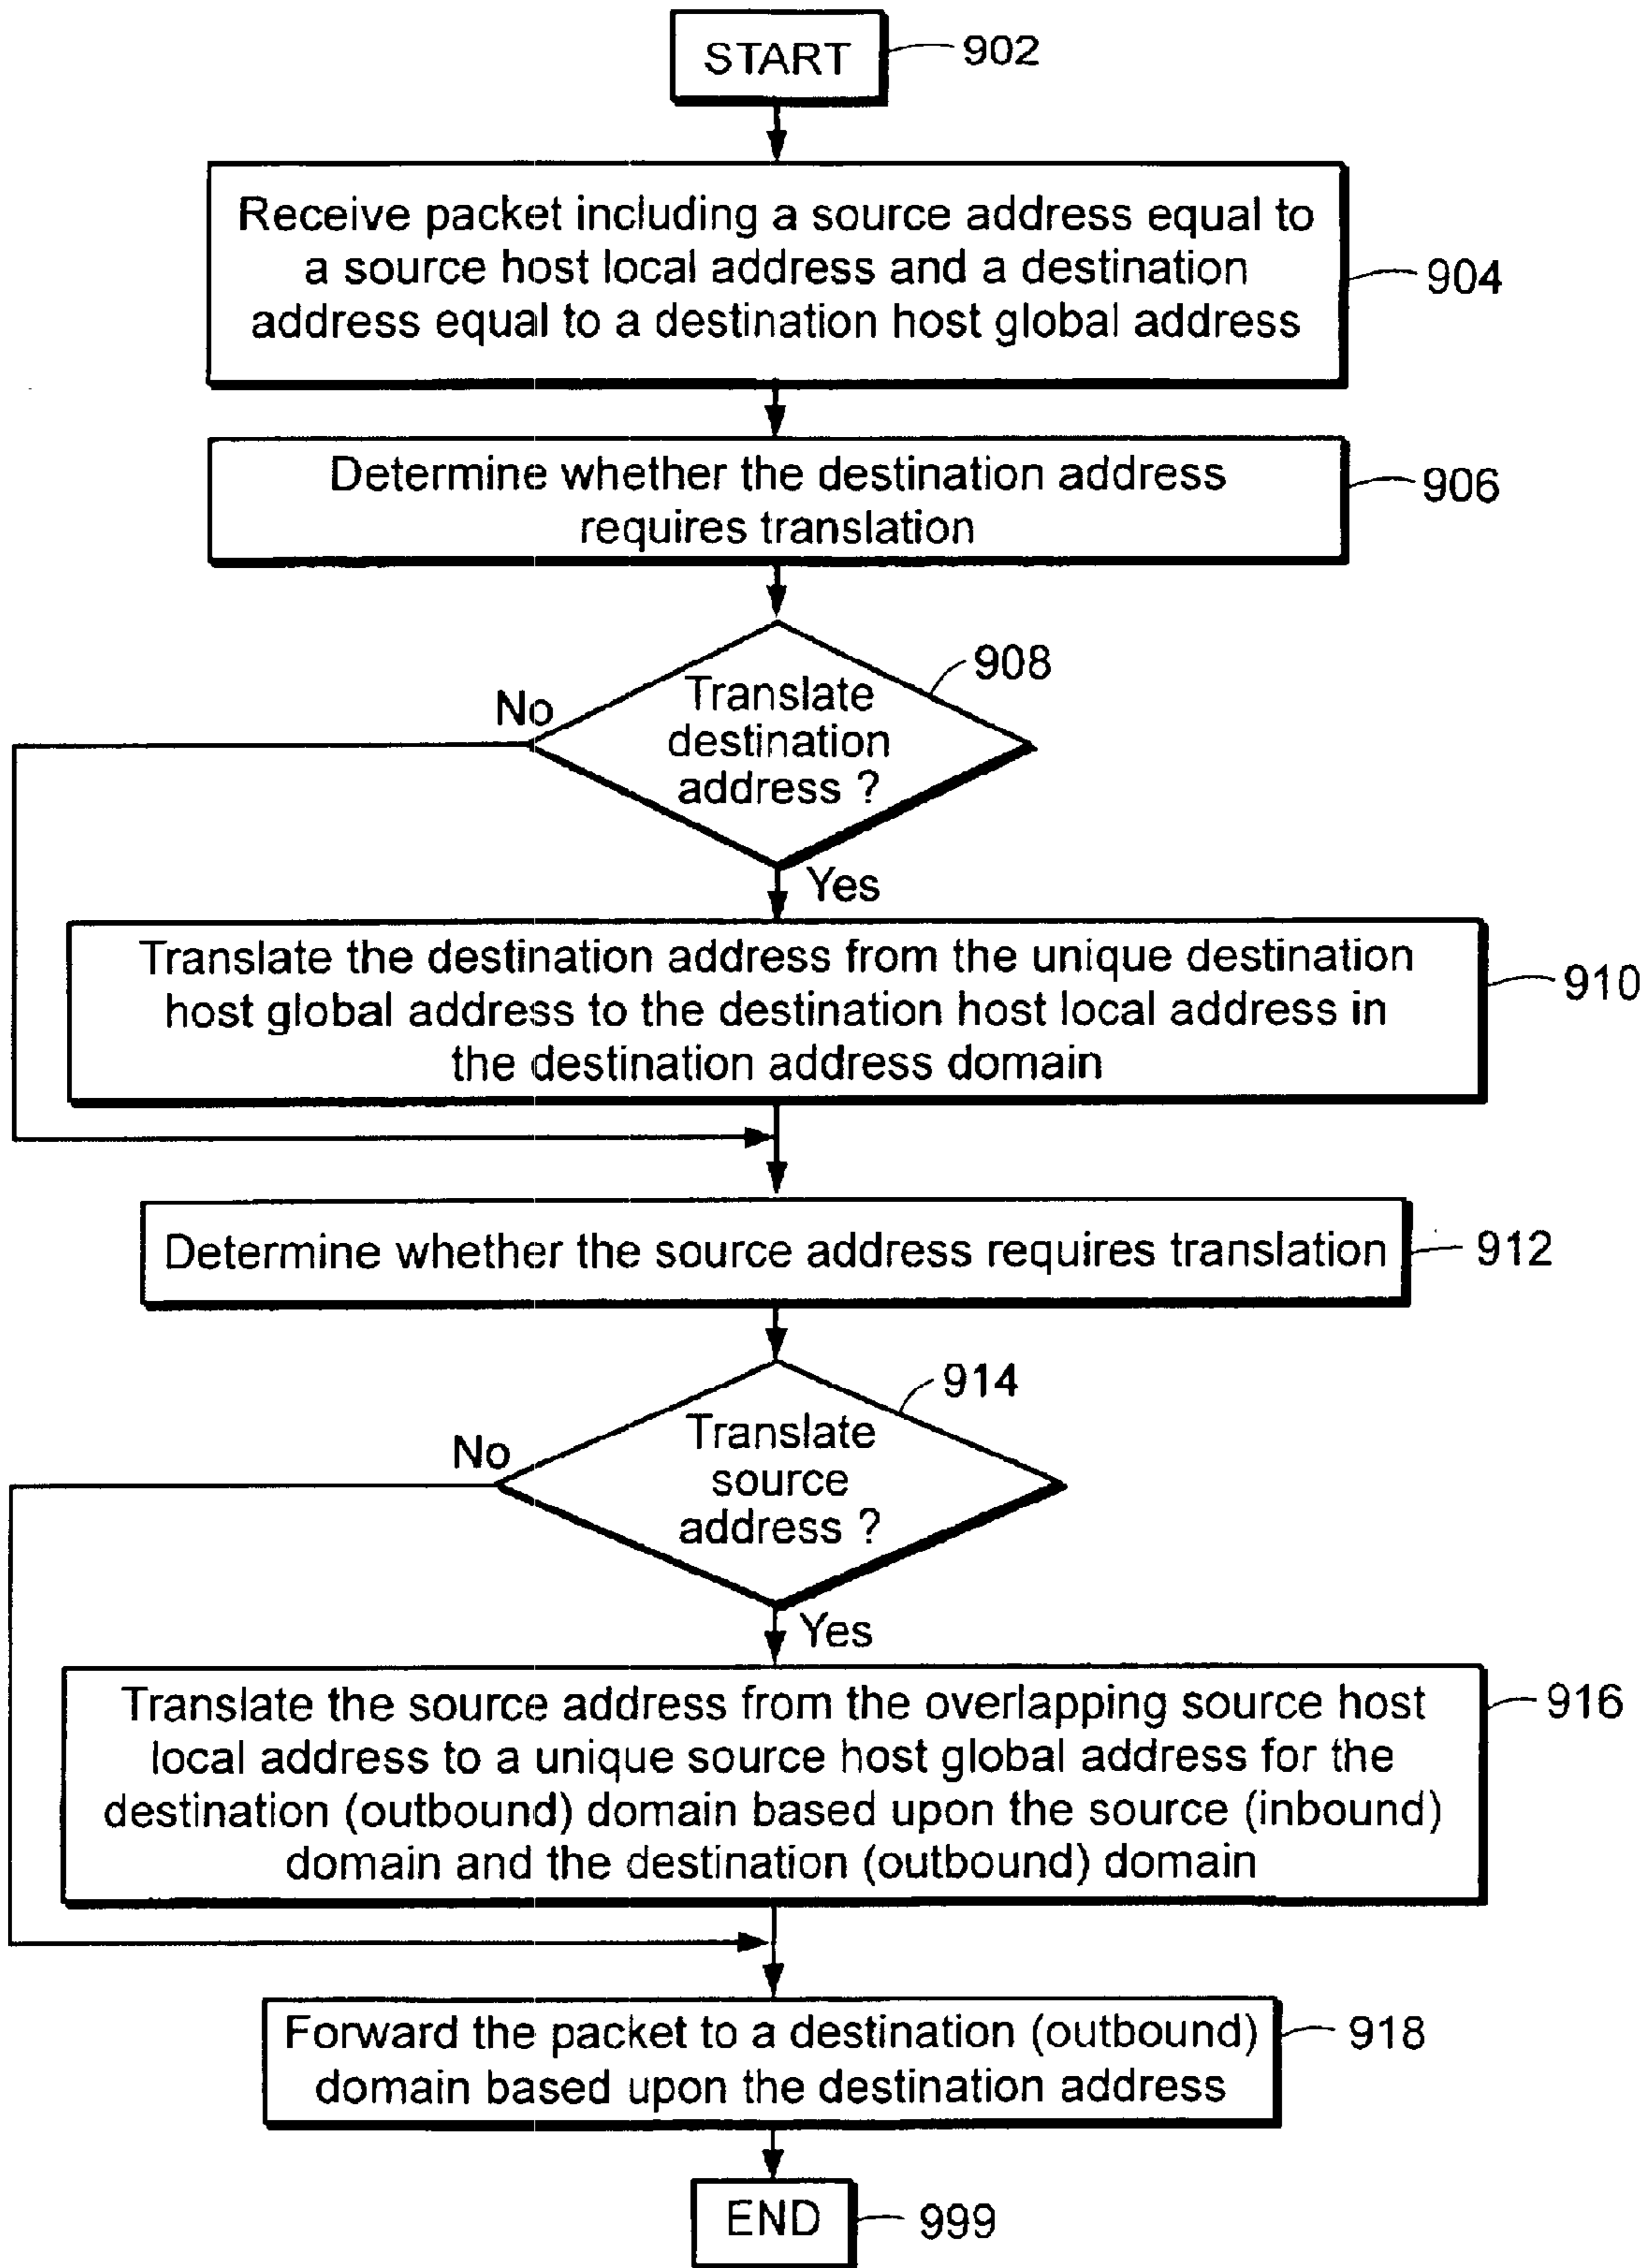 START
902
Receive packet including a source address equal to
a source host local address and a destination
address equal to a destination host global address
904
Determine whether the destination address
requires translation
906
Translate
destination
address ?
908
No
Yes
Translate the destination address from the unique destination
host global address to the destination host local address in
the destination address domain
910
Determine whether the source address requires translation
912
Translate
source
address ?
914
No
Yes
Translate the source address from the overlapping source host
local address to a unique source host global address for the
destination (outbound) domain based upon the source (inbound)
domain and the destination (outbound) domain
916
Forward the packet to a destination (outbound)
domain based upon the destination address
918
END
999